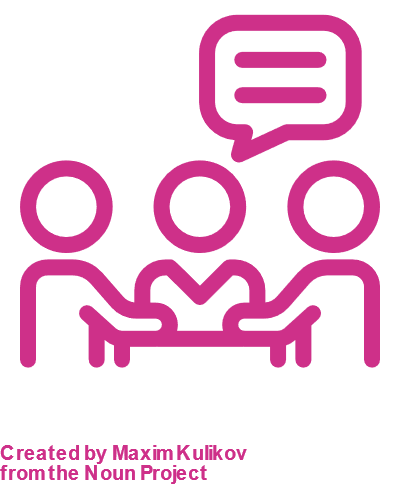 Created by Maxim Kulikov
from the Noun Project